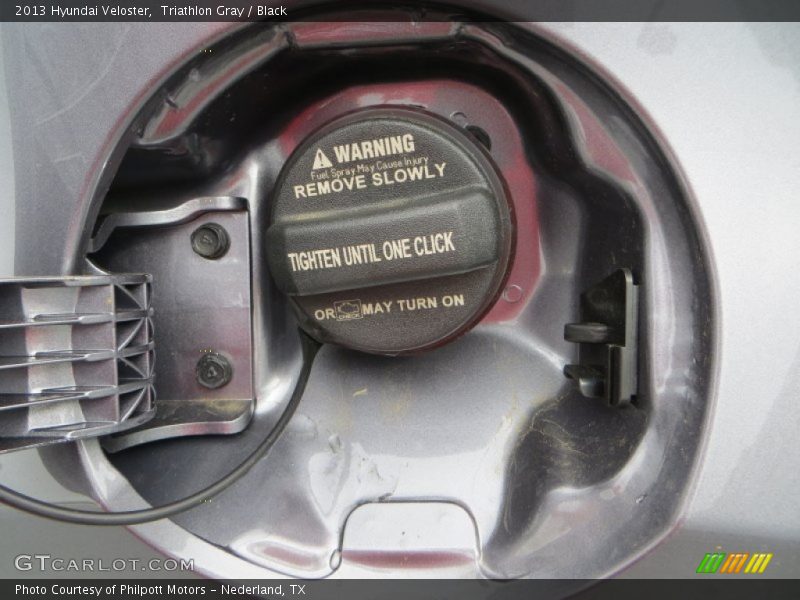 2013 Hyundai Veloster, Triathlon Gray / Black
WARNING
Fuel Spray May Cause Injury
REMOVE SLOWLY
TIGHTEN UNTIL ONE CLICK
OR CHECK MAY TURN ON
GTCARLOT.COM
Photo Courtesy of Philpott Motors - Nederland, TX